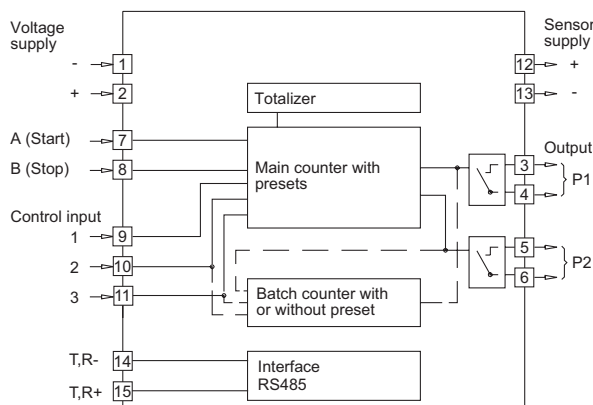 Voltage supply
- 1
+ 2
A (Start) 7
B (Stop) 8
Control input
1 9
2 10
3 11
T,R- 14
T,R+ 15
Totalizer
Main counter with
presets
Batch counter with
or without preset
Interface
RS485
Sensor
supply
12 +
13 -
Output
3
4
P1
5
6
P2